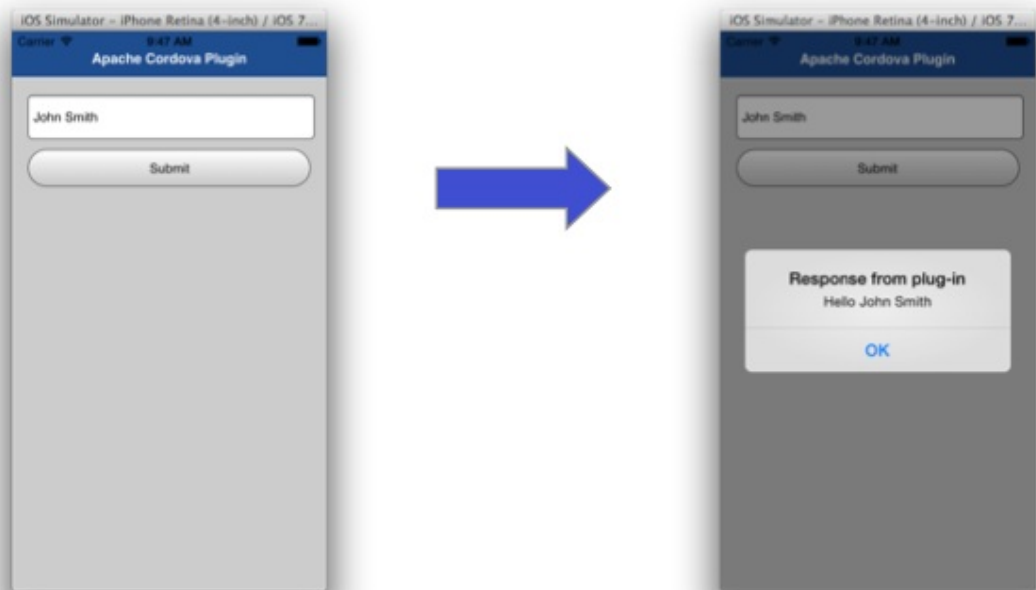 iOS Simulator – iPhone Retina (4-inch) / iOS 7...
Carrier 9:47 AM
Apache Cordova Plugin
John Smith
Submit
iOS Simulator – iPhone Retina (4-inch) / iOS 7...
Carrier 9:47 AM
Apache Cordova Plugin
John Smith
Submit
Response from plug-in
Hello John Smith
OK